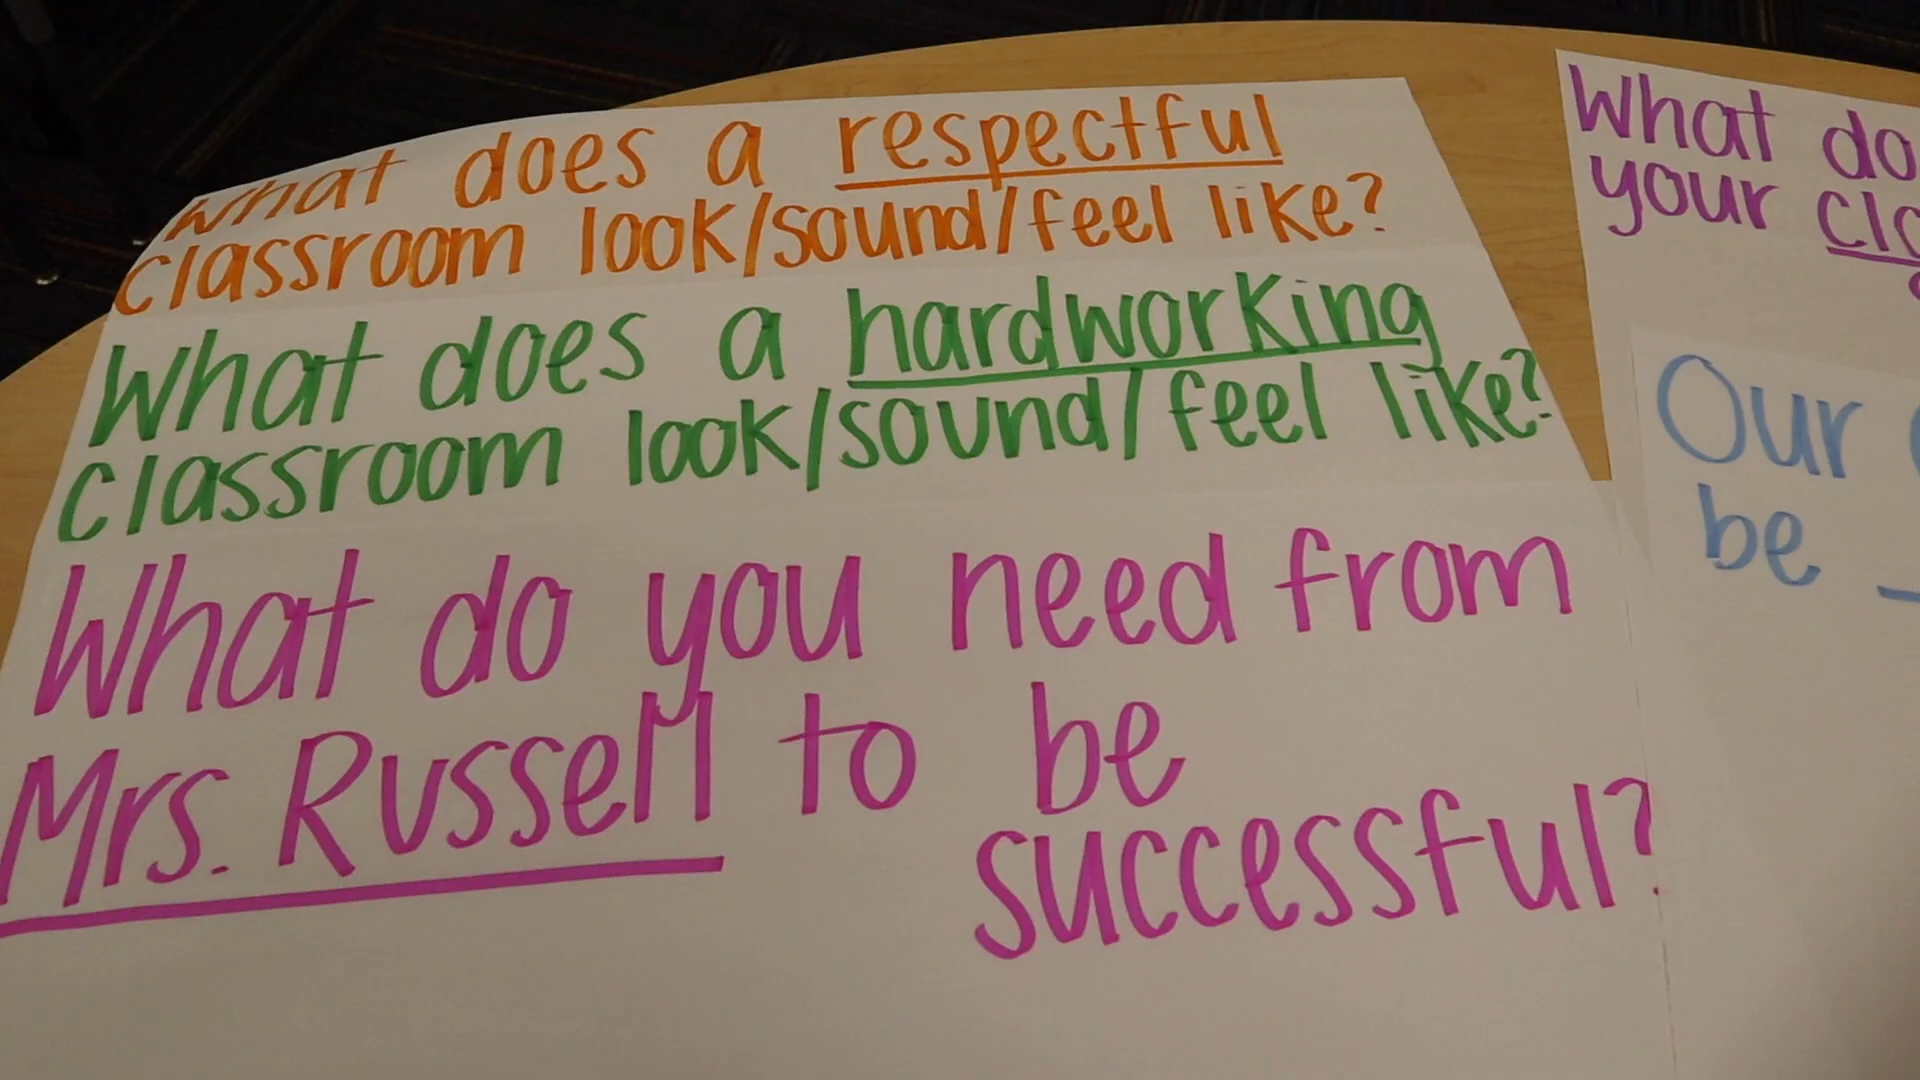 What does a respectful
classroom look/sound/feel like?
What does a hardworking
classroom look/sound/feel like?
What do you need from
Mrs. Russell to be
successful?
What do
your
Our
be